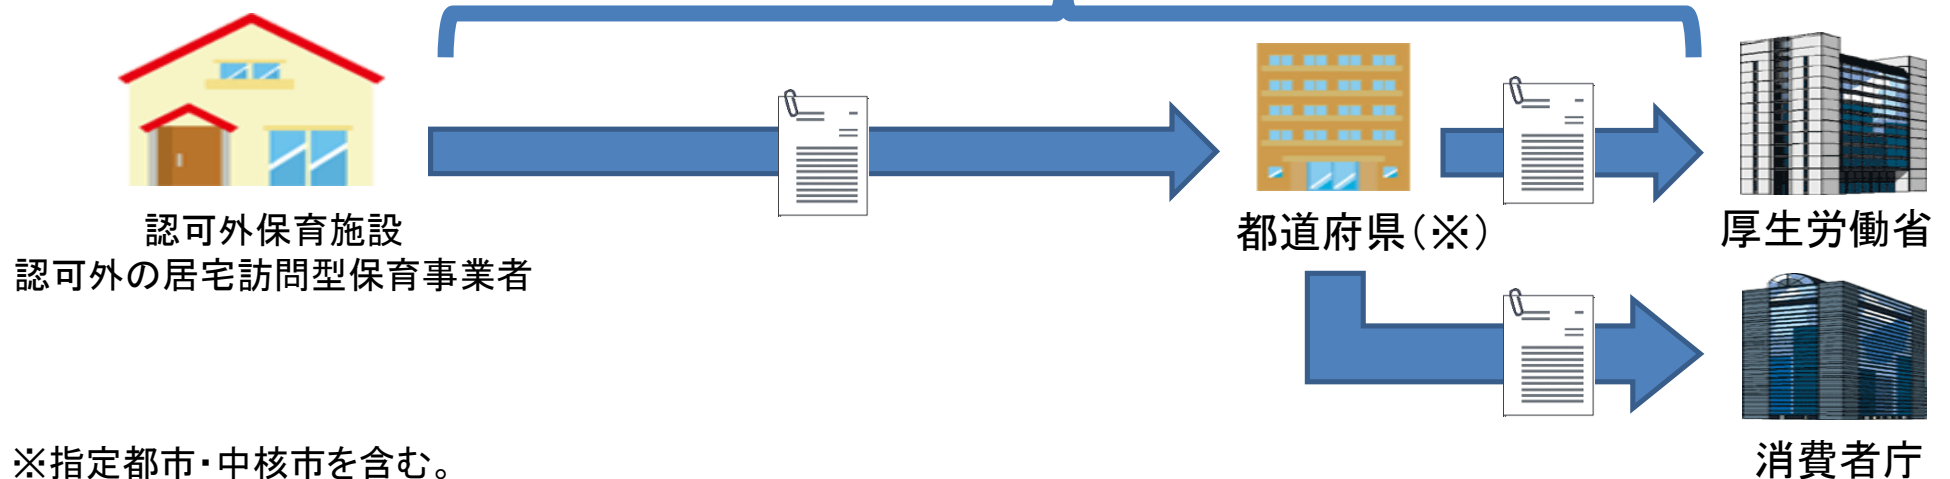 認可外保育施設
認可外の居宅訪問型保育事業者
都道府県（※）
厚生労働省
消費者庁
※指定都市・中核市を含む。